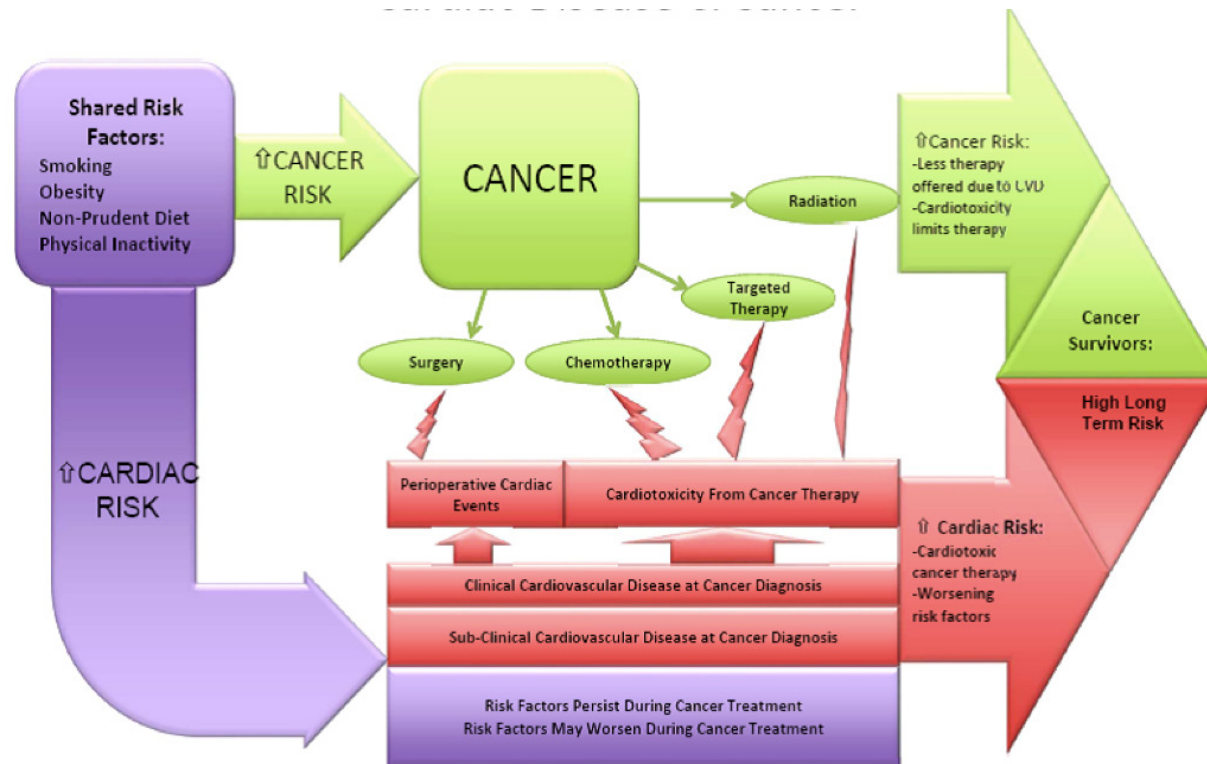 Shared Risk
Factors:
Smoking
Obesity
Non-Prudent Diet
Physical Inactivity
⇧CANCER
RISK
CANCER
Radiation
Targeted
Therapy
Surgery
Chemotherapy
⇧Cancer Risk:
-Less therapy
offered due to CVD
-Cardiotoxicity
limits therapy
Cancer
Survivors:
High Long
Term Risk
⇧CARDIAC
RISK
Perioperative Cardiac
Events
Cardiotoxicity From Cancer Therapy
Clinical Cardiovascular Disease at Cancer Diagnosis
Sub-Clinical Cardiovascular Disease at Cancer Diagnosis
Risk Factors Persist During Cancer Treatment
Risk Factors May Worsen During Cancer Treatment
⇧ Cardiac Risk:
-Cardiotoxic
cancer therapy
-Worsening
risk factors